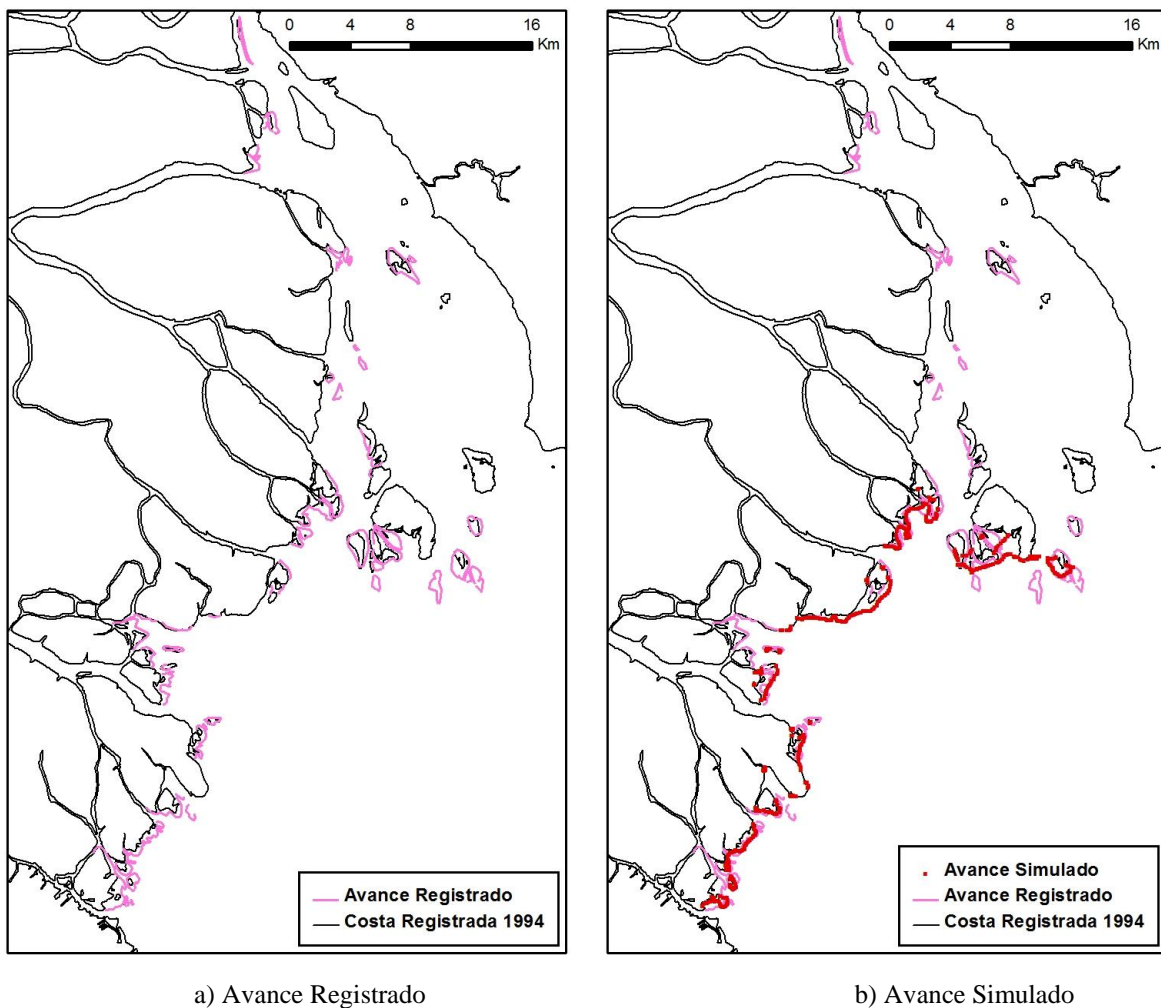 0 4 8 16
Km
Avance Registrado
Costa Registrada 1994
a) Avance Registrado
0 4 8 16
Km
Avance Simulado
Avance Registrado
Costa Registrada 1994
b) Avance Simulado